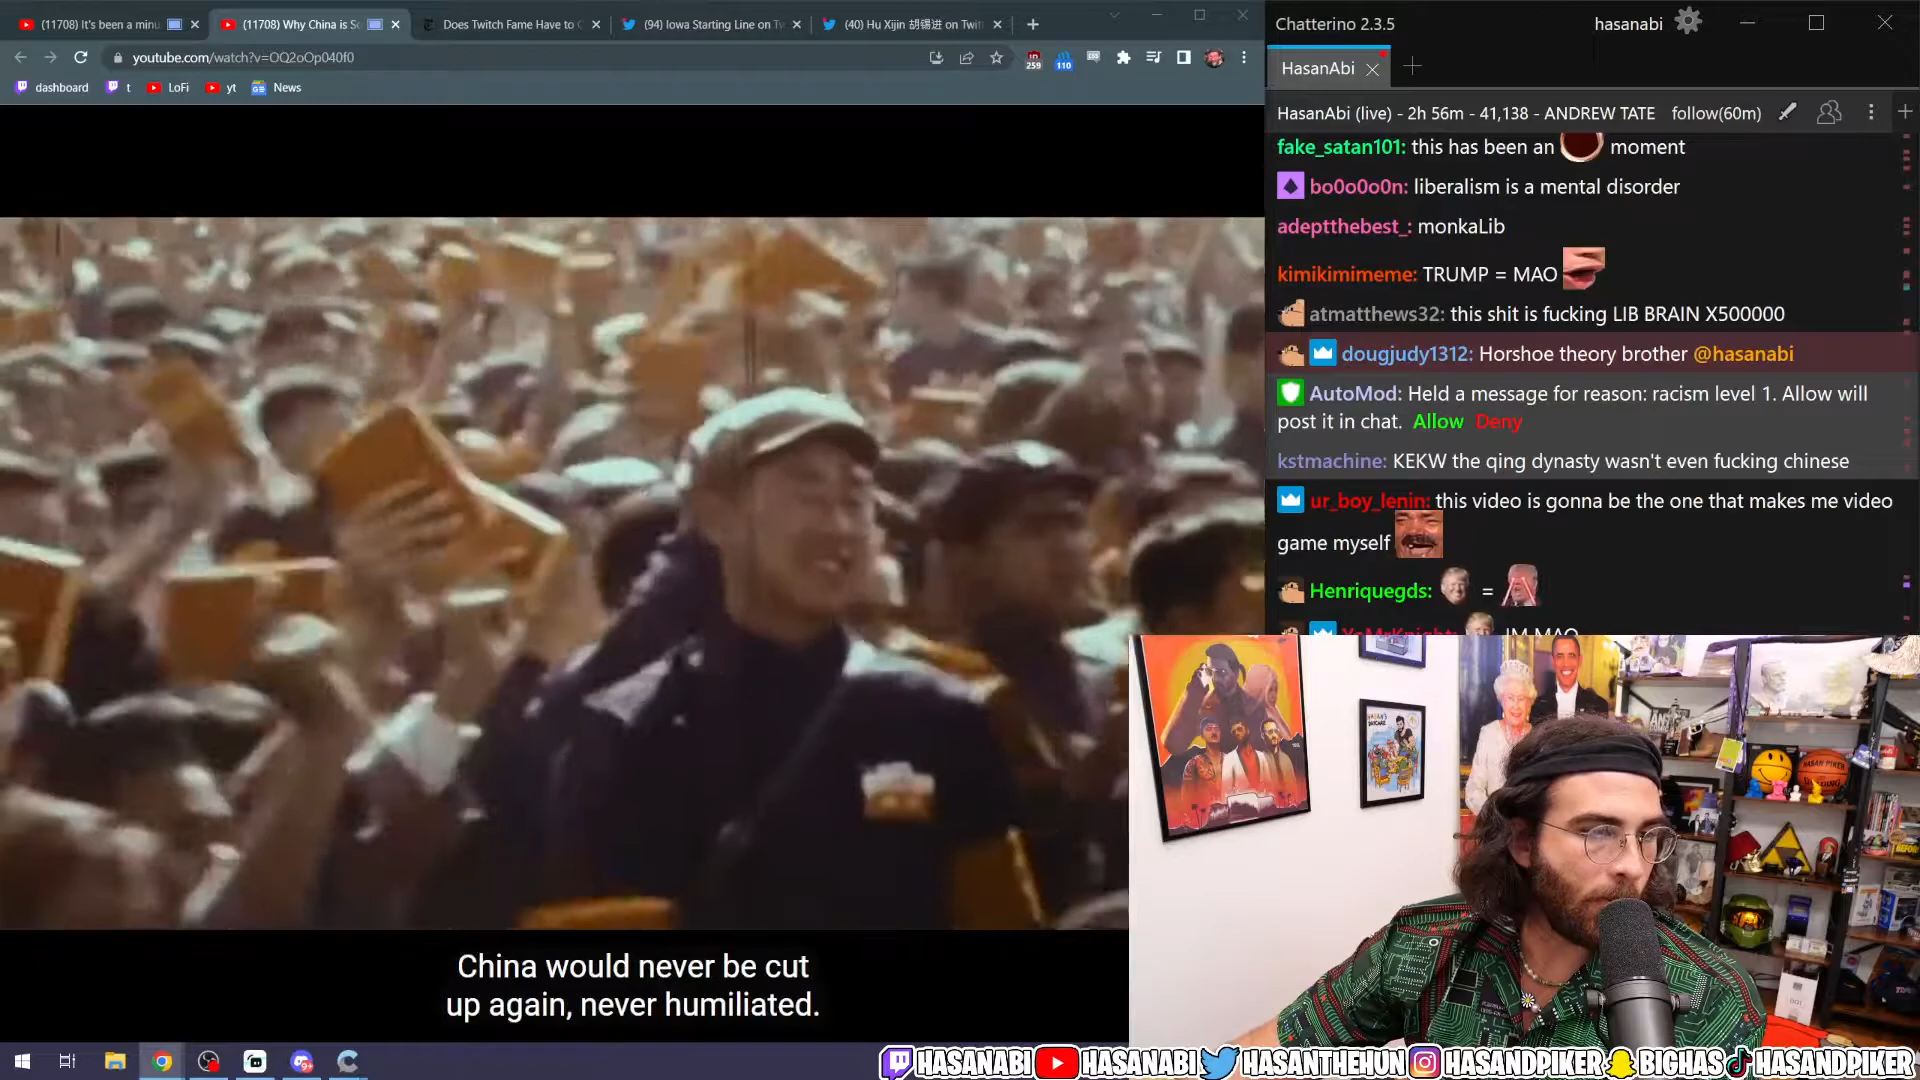 (11708) It's been a minu
(11708) Why China is So
Does Twitch Fame Have to C
(94) Iowa Starting Line on Tw
(40) Hu Xijin 胡锡进 on Twitt
youtube.com/watch?v=OQ2oOp040f0
259
110
dashboard
t
LoFi
yt
News
China would never be cut
up again, never humiliated.
Chatterino 2.3.5
hasanabi
HasanAbi
HasanAbi (live) - 2h 56m - 41,138 - ANDREW TATE
follow(60m)
fake_satan101: this has been an moment
bo0o0o0n: liberalism is a mental disorder
adeptthebest_: monkaLib
kimikimimeme: TRUMP = MAO
atmatthews32: this shit is fucking LIB BRAIN X500000
dougjudy1312: Horshoe theory brother @hasanabi
AutoMod: Held a message for reason: racism level 1. Allow will
post it in chat. Allow Deny
kstmachine: KEKW the qing dynasty wasn't even fucking chinese
ur_boy_lenin: this video is gonna be the one that makes me video
game myself
Henriquegds: =
HASAN PIKER
HASANABI
HASANABI
HASANTHEHUN
HASANDPIKER
BIGHAS
HASANDPIKER